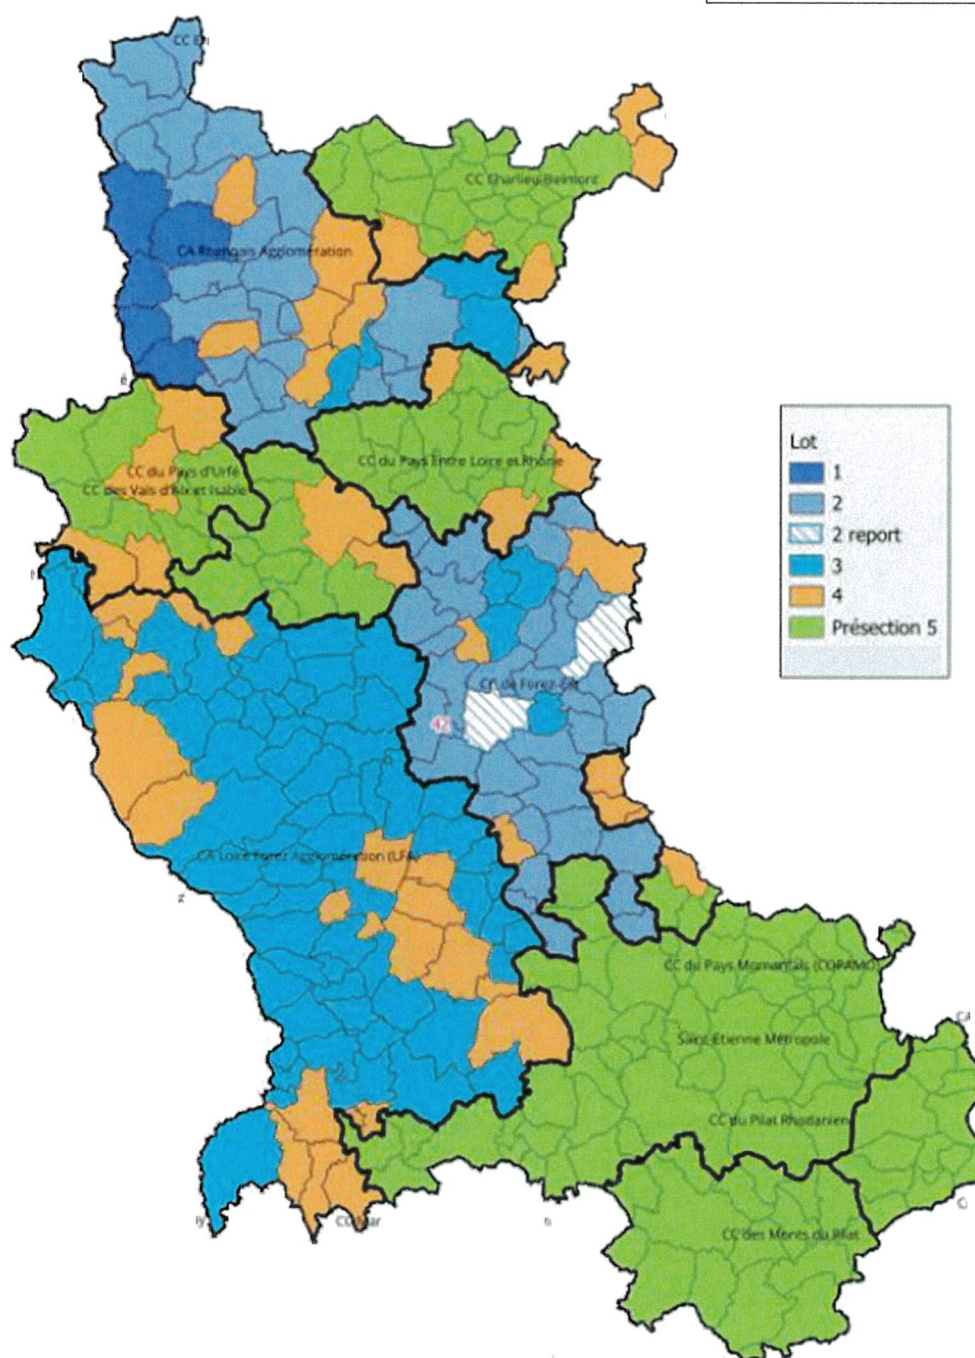 CC Charlieu-Belmont
CA Roannais Agglomération
CC du Pays d'Urfé
CC des Vals d'Aix et Isable
CC du Pays Entre Loire et Rhône
Lot
1
2
2 report
3
4
Présection 5
CC de Forez-Est
42
CA Loire Forez Agglomération (LFA)
CC du Pays Mornantais (COPAMO)
Saint-Etienne Métropole
CC du Pilat Rhodanien
CC des Monts du Pilat